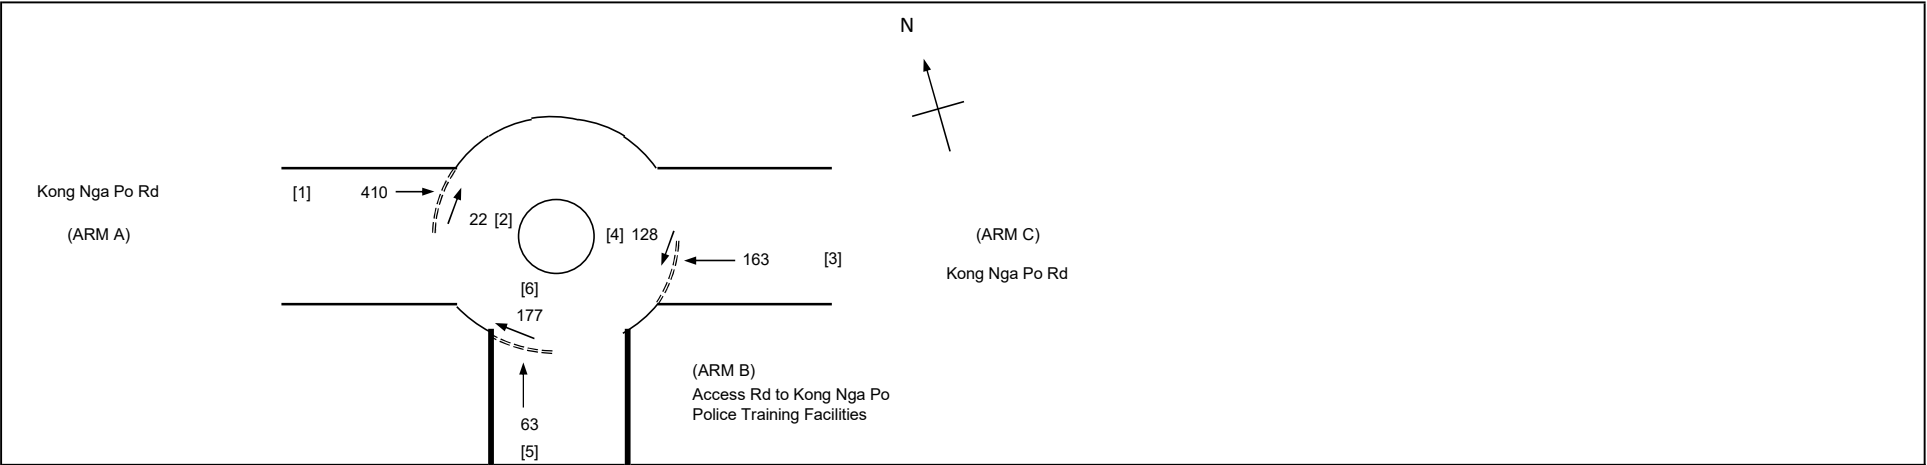 N
Kong Nga Po Rd
[1]
410
22 [2]
(ARM A)
[4] 128
(ARM C)
163
[3]
Kong Nga Po Rd
[6]
177
(ARM B)
Access Rd to Kong Nga Po
Police Training Facilities
63
[5]